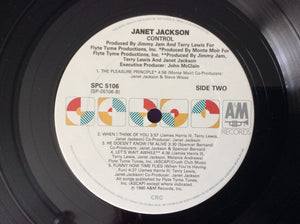 JANET JACKSON
CONTROL
Produced By Jimmy Jam And Terry Lewis For
Flyte Tyme Productions, Inc. *Produced By Monte Moir For
Flyte Tyme Productions, Inc. **Produced By Jimmy Jam,
Terry Lewis And Janet Jackson
Executive Producer: John McClain
1. THE PLEASURE PRINCIPLE* 4:58 (Monte Moir) Co-Producers:
Janet Jackson & Steve Wiese
SPC 5106
(SP-05106-B)
SIDE TWO
A&M
RECORDS
2. WHEN I THINK OF YOU 3:57 (James Harris III, Terry Lewis,
Janet Jackson) Co-Producer: Janet Jackson
3. HE DOESN'T KNOW I'M ALIVE** 3:30 (Spencer Bernard)
Co-Producers: Janet Jackson & Spencer Bernard
4. LET'S WAIT AWHILE** 4:37 (James Harris III,
Terry Lewis, Janet Jackson, Melanie Andrews)
5. FUNNY HOW TIME FLIES (When You're Having
Fun) 4:27 (James Harris III, Terry Lewis, Janet
Jackson) Co-Producer: Janet Jackson
All songs published by Flyte Tyme Tunes,
Inc. (ASCAP) except where
indicated otherwise.
℗ 1986 A&M Records, Inc.
CRC